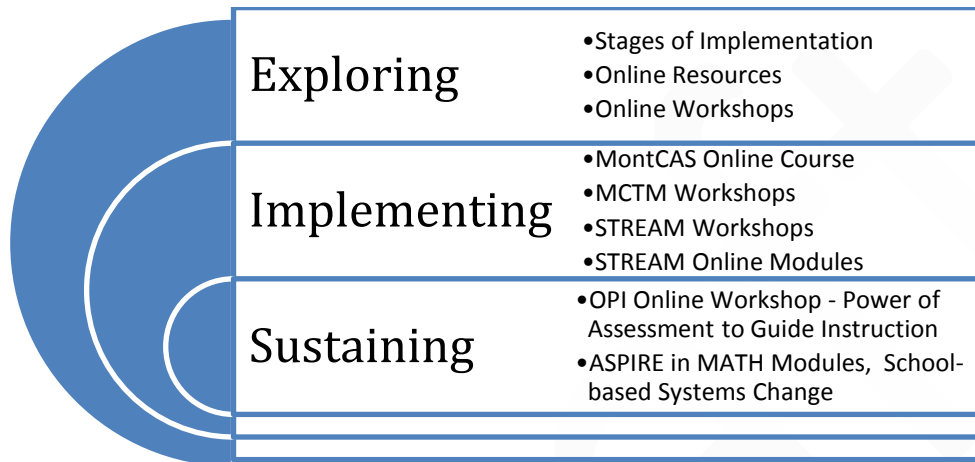 Exploring
•Stages of Implementation
•Online Resources
•Online Workshops
Implementing
•MontCAS Online Course
•MCTM Workshops
•STREAM Workshops
•STREAM Online Modules
Sustaining
•OPI Online Workshop - Power of
Assessment to Guide Instruction
•ASPIRE in MATH Modules, School-
based Systems Change